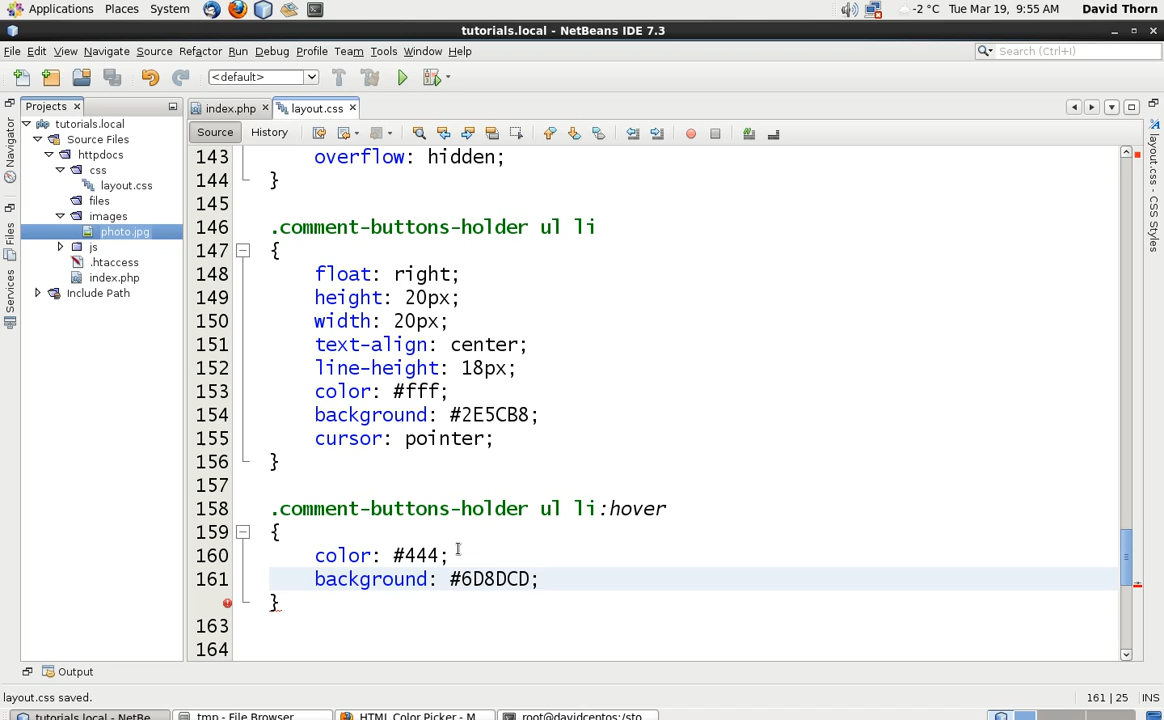 Applications Places System -2 °C Tue Mar 19, 9:55 AM David Thorn
tutorials.local - NetBeans IDE 7.3
File Edit View Navigate Source Refactor Run Debug Profile Team Tools Window Help Search (Ctrl+I)
<default>
Projects index.php layout.css
Source History
tutorials.local
Source Files
httpdocs
css
layout.css
files
images
photo.jpg
js
.htaccess
index.php
Include Path
Navigator
Files
Services
143 overflow: hidden;
144 }
145
146 .comment-buttons-holder ul li
147 {
148 float: right;
149 height: 20px;
150 width: 20px;
151 text-align: center;
152 line-height: 18px;
153 color: #fff;
154 background: #2E5CB8;
155 cursor: pointer;
156 }
157
158 .comment-buttons-holder ul li:hover
159 {
160 color: #444;
161 background: #6D8DCD;
}
163
164
layout.css - CSS Styles
Output
layout.css saved. 161 | 25 INS
tutorials.local - NetBe... tmp - File Browser HTML Color Picker - M... root@davidcentos:/sto...